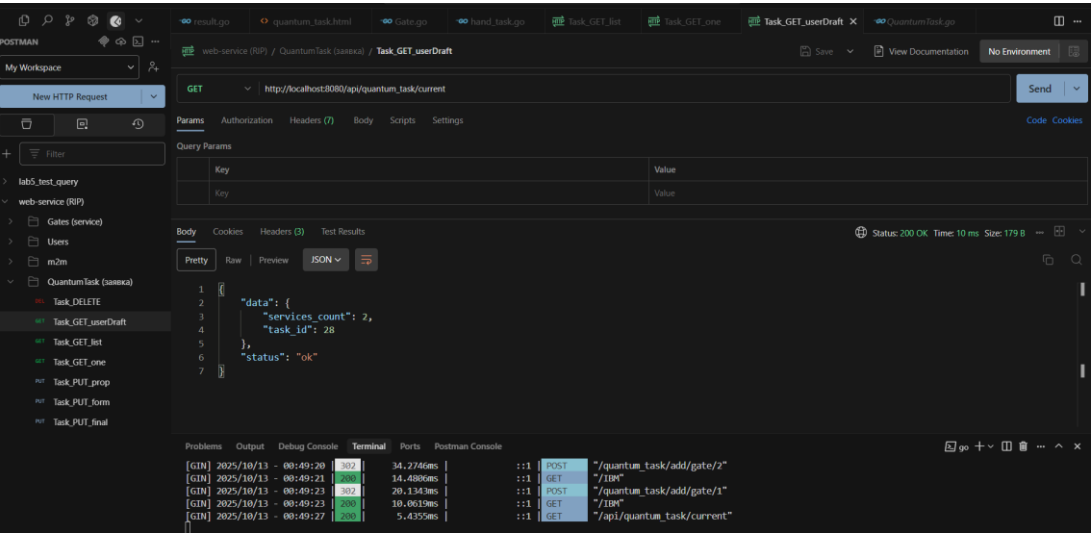 result.go quantum_task.html Gate.go hand_task.go Task_GET_list Task_GET_one Task_GET_userDraft QuantumTask.go
POSTMAN
web-service (RIP) / QuantumTask (заявка) / Task_GET_userDraft Save View Documentation No Environment
My Workspace
GET http://localhost:8080/api/quantum_task/current Send
New HTTP Request
Params Authorization Headers (7) Body Scripts Settings Code Cookies
Query Params
Filter
Key Value
Key Value
lab5_test_query
web-service (RIP)
Gates (service)
Users
m2m
QuantumTask (заявка)
DEL Task_DELETE
GET Task_GET_userDraft
GET Task_GET_list
GET Task_GET_one
PUT Task_PUT_prop
PUT Task_PUT_form
PUT Task_PUT_final
Body Cookies Headers (3) Test Results Status: 200 OK Time: 10 ms Size: 179 B
Pretty Raw Preview JSON
1 {
2 "data": {
3 "services_count": 2,
4 "task_id": 28
5 },
6 "status": "ok"
7 }
Problems Output Debug Console Terminal Ports Postman Console go
[GIN] 2025/10/13 - 00:49:20 | 302 | 34.2746ms | ::1 | POST "/quantum_task/add/gate/2"
[GIN] 2025/10/13 - 00:49:21 | 200 | 14.4806ms | ::1 | GET "/IBM"
[GIN] 2025/10/13 - 00:49:23 | 302 | 20.1343ms | ::1 | POST "/quantum_task/add/gate/1"
[GIN] 2025/10/13 - 00:49:23 | 200 | 10.0619ms | ::1 | GET "/IBM"
[GIN] 2025/10/13 - 00:49:27 | 200 | 5.4355ms | ::1 | GET "/api/quantum_task/current"